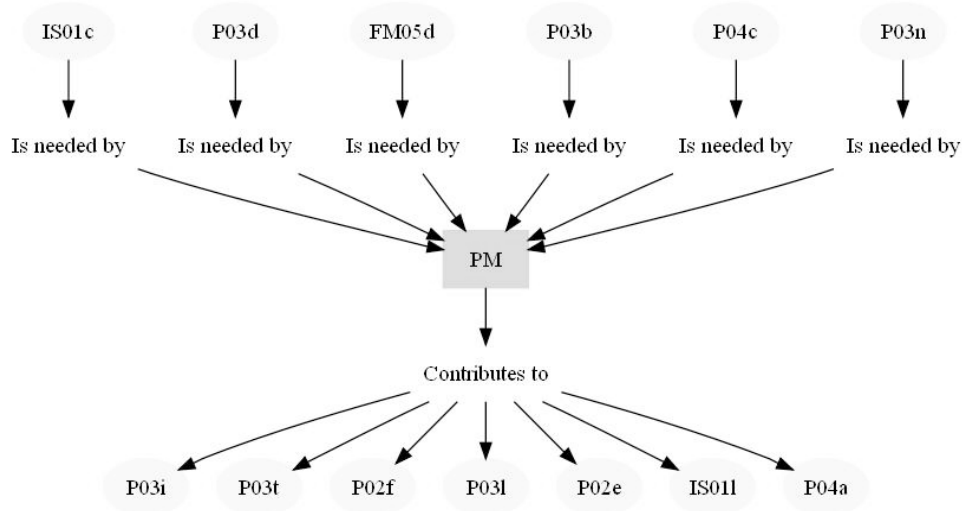 IS01c P03d FM05d P03b P04c P03n
Is needed by Is needed by Is needed by Is needed by Is needed by Is needed by
PM
Contributes to
P03i P03t P02f P03l P02e IS01l P04a